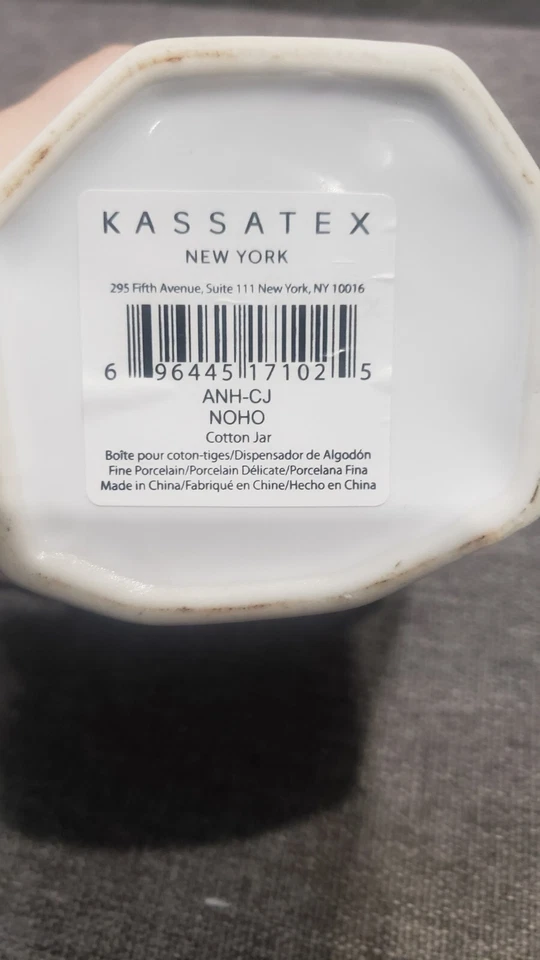 KASSATEX
NEW YORK
295 Fifth Avenue, Suite 111 New York, NY 10016
6 96445 17102 5
ANH-CJ
NOHO
Cotton Jar
Boîte pour coton-tiges/Dispensador de Algodón
Fine Porcelain/Porcelain Délicate/Porcelana Fina
Made in China/Fabriqué en Chine/Hecho en China